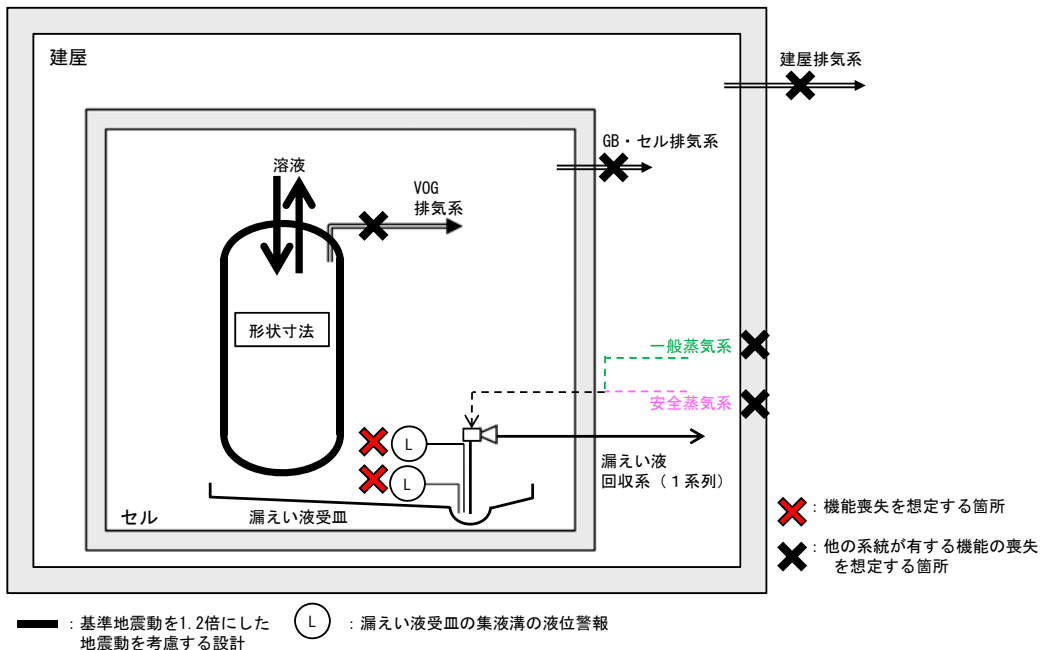 建屋
建屋排気系
GB・セル排気系
溶液
VOG
排気系
形状寸法
一般蒸気系
安全蒸気系
L
L
漏えい液
回収系（１系列）
セル
漏えい液受皿
：機能喪失を想定する箇所
：他の系統が有する機能の喪失
を想定する箇所
：基準地震動を1.2倍にした
地震動を考慮する設計
L
：漏えい液受皿の集液溝の液位警報